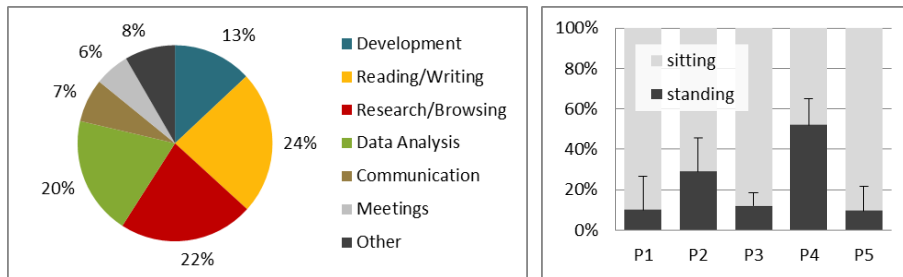 8%
13%
6%
7%
24%
20%
22%
Development
Reading/Writing
Research/Browsing
Data Analysis
Communication
Meetings
Other
100%
80%
60%
40%
20%
0%
sitting
standing
P1 P2 P3 P4 P5